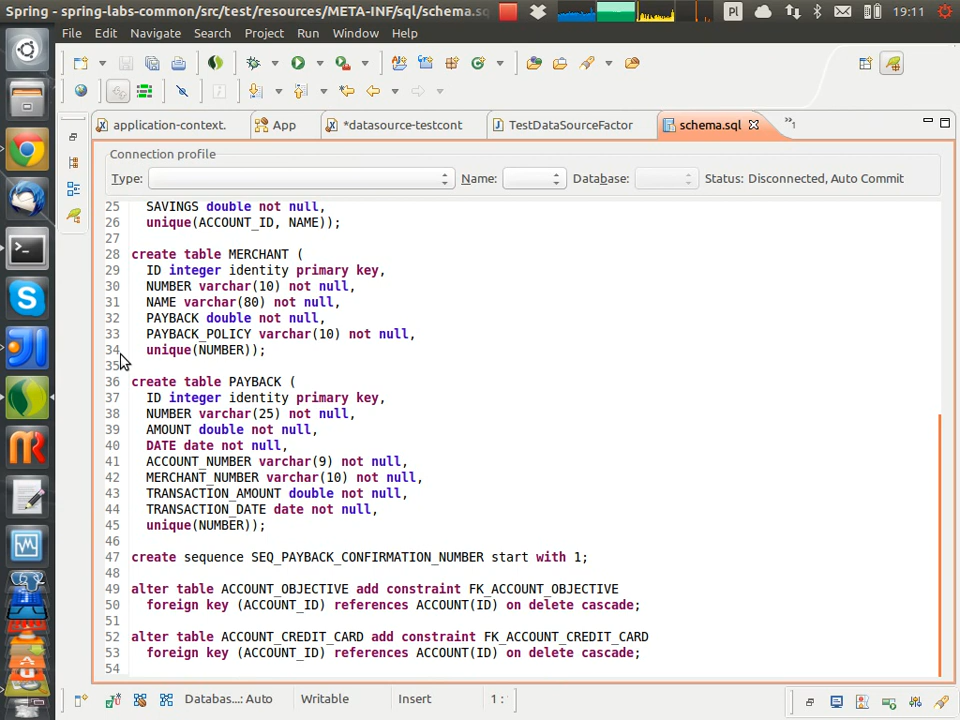 Spring - spring-labs-common/src/test/resources/META-INF/sql/schema.sq
Pl
19:11
File Edit Navigate Search Project Run Window Help
application-context.
App
*datasource-testcont
TestDataSourceFactor
schema.sql
»1
Connection profile
Type:
Name:
Database:
Status: Disconnected, Auto Commit
25 SAVINGS double not null,
26 unique(ACCOUNT_ID, NAME));
27
28 create table MERCHANT (
29 ID integer identity primary key,
30 NUMBER varchar(10) not null,
31 NAME varchar(80) not null,
32 PAYBACK double not null,
33 PAYBACK_POLICY varchar(10) not null,
34 unique(NUMBER));
35
36 create table PAYBACK (
37 ID integer identity primary key,
38 NUMBER varchar(25) not null,
39 AMOUNT double not null,
40 DATE date not null,
41 ACCOUNT_NUMBER varchar(9) not null,
42 MERCHANT_NUMBER varchar(10) not null,
43 TRANSACTION_AMOUNT double not null,
44 TRANSACTION_DATE date not null,
45 unique(NUMBER));
46
47 create sequence SEQ_PAYBACK_CONFIRMATION_NUMBER start with 1;
48
49 alter table ACCOUNT_OBJECTIVE add constraint FK_ACCOUNT_OBJECTIVE
50 foreign key (ACCOUNT_ID) references ACCOUNT(ID) on delete cascade;
51
52 alter table ACCOUNT_CREDIT_CARD add constraint FK_ACCOUNT_CREDIT_CARD
53 foreign key (ACCOUNT_ID) references ACCOUNT(ID) on delete cascade;
54
Databas...: Auto
Writable
Insert
1 :